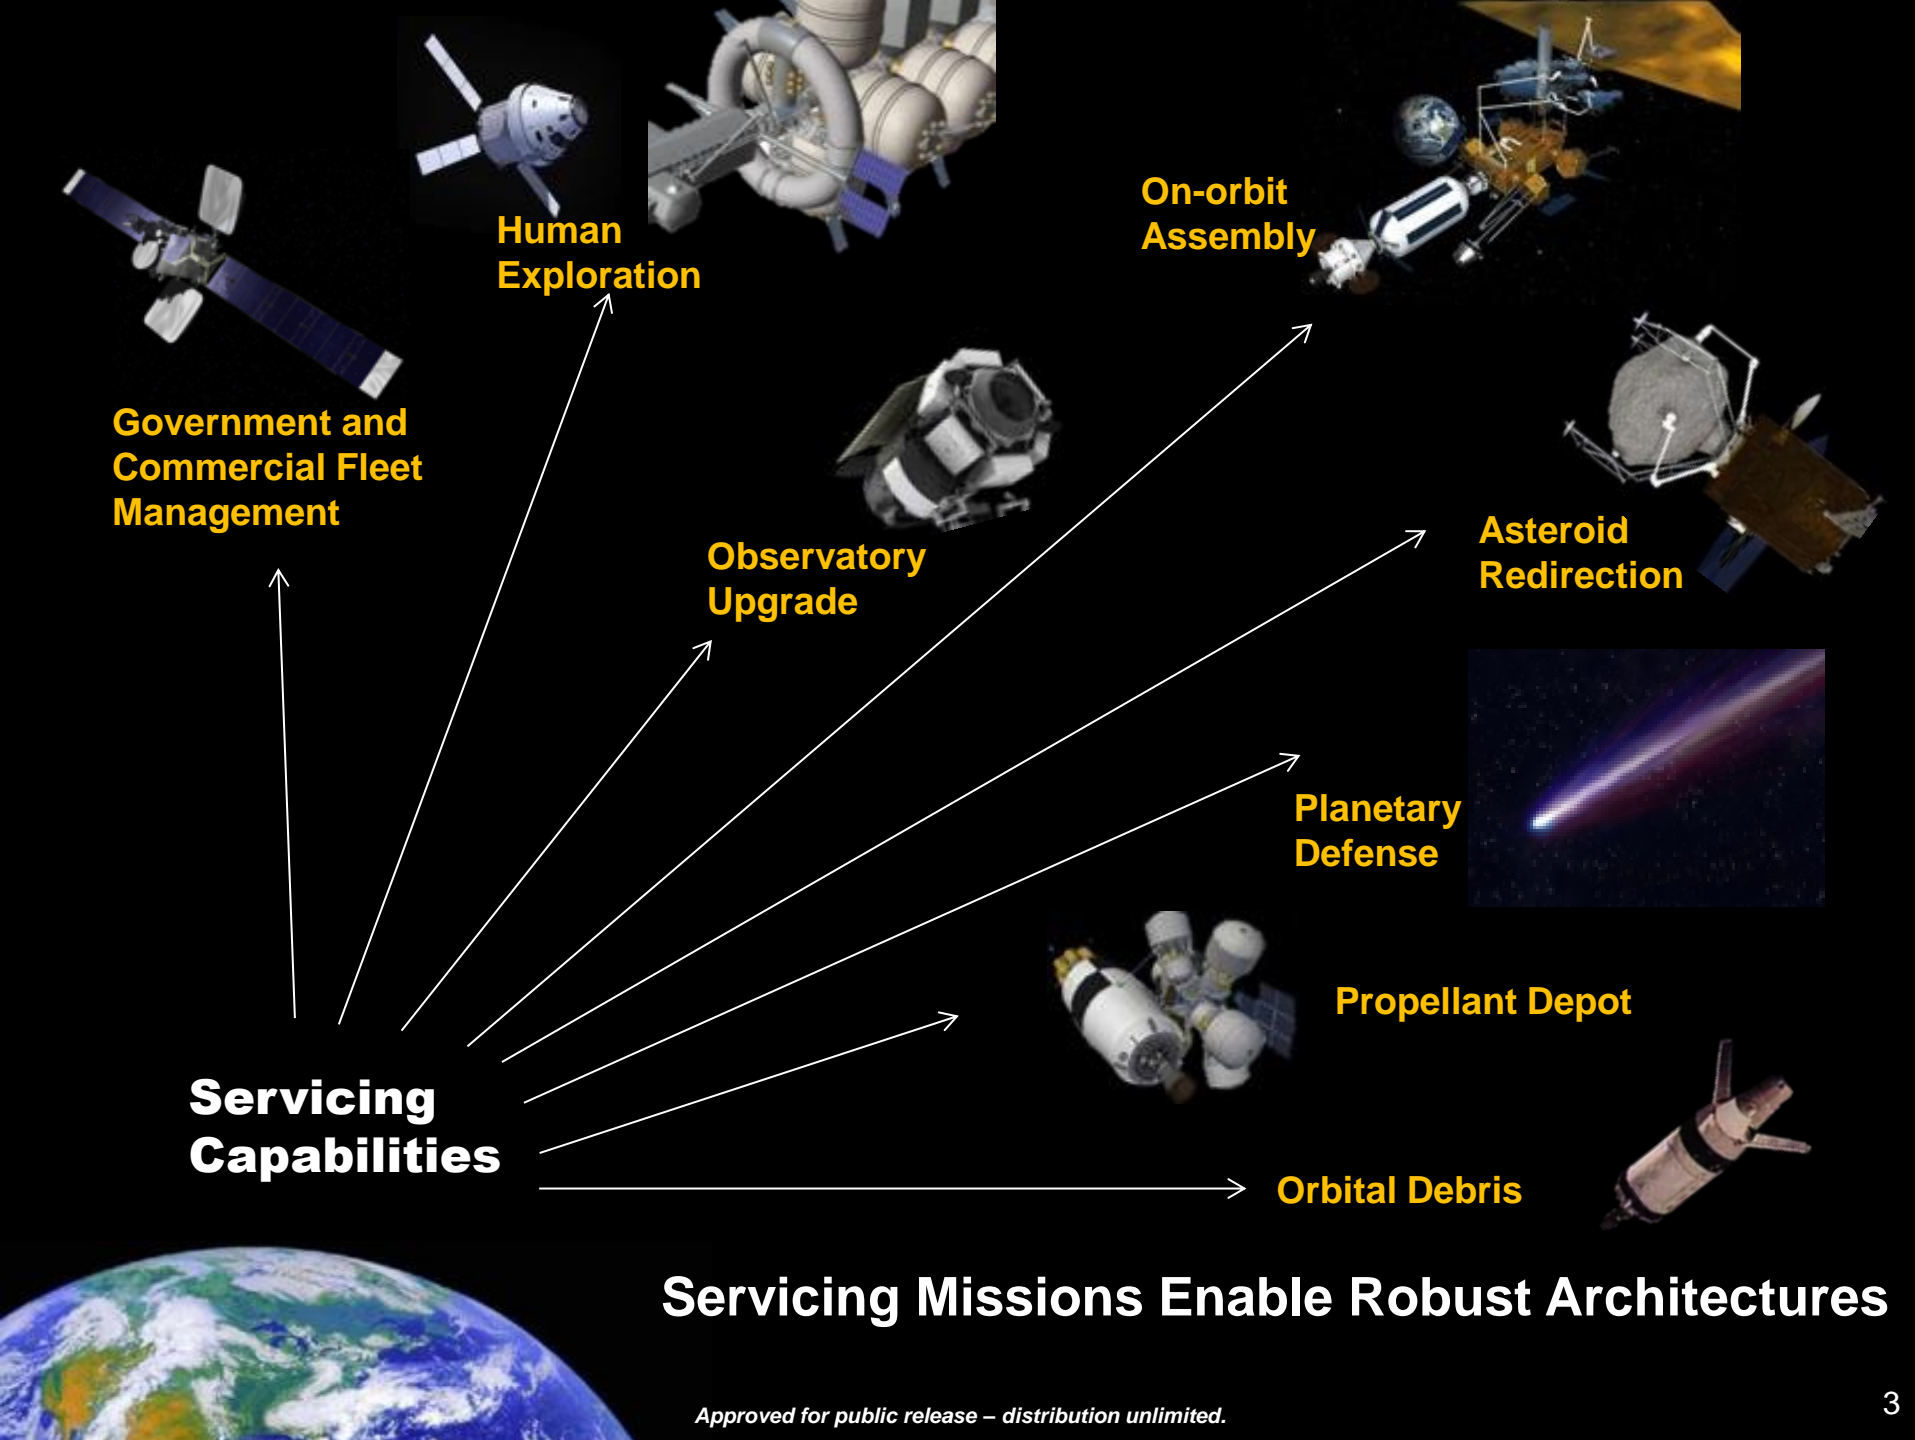 Human
Exploration
On-orbit
Assembly
Government and
Commercial Fleet
Management
Observatory
Upgrade
Asteroid
Redirection
Planetary
Defense
Propellant Depot
Servicing
Capabilities
Orbital Debris
Servicing Missions Enable Robust Architectures
Approved for public release – distribution unlimited.
3